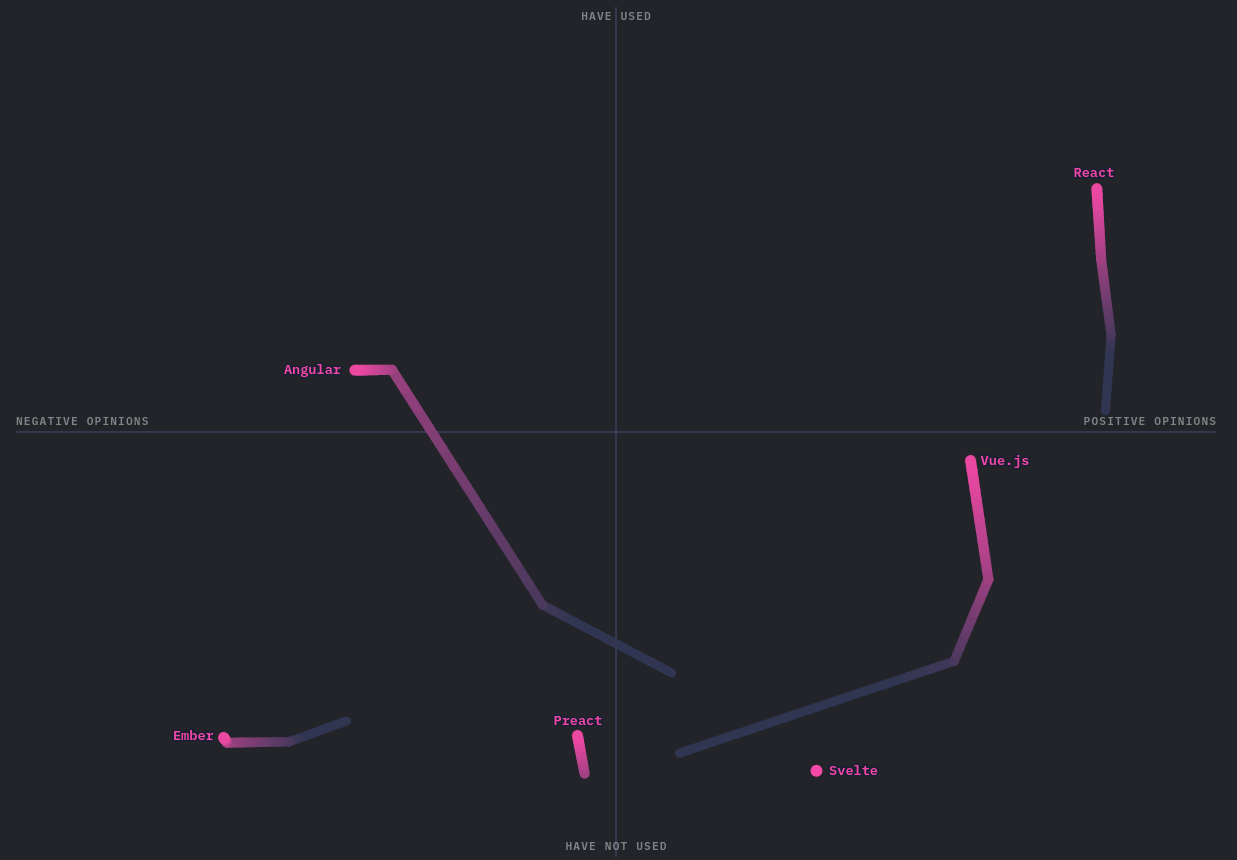 HAVE USED
React
Angular
NEGATIVE OPINIONS
POSITIVE OPINIONS
Vue.js
Preact
Ember
Svelte
HAVE NOT USED